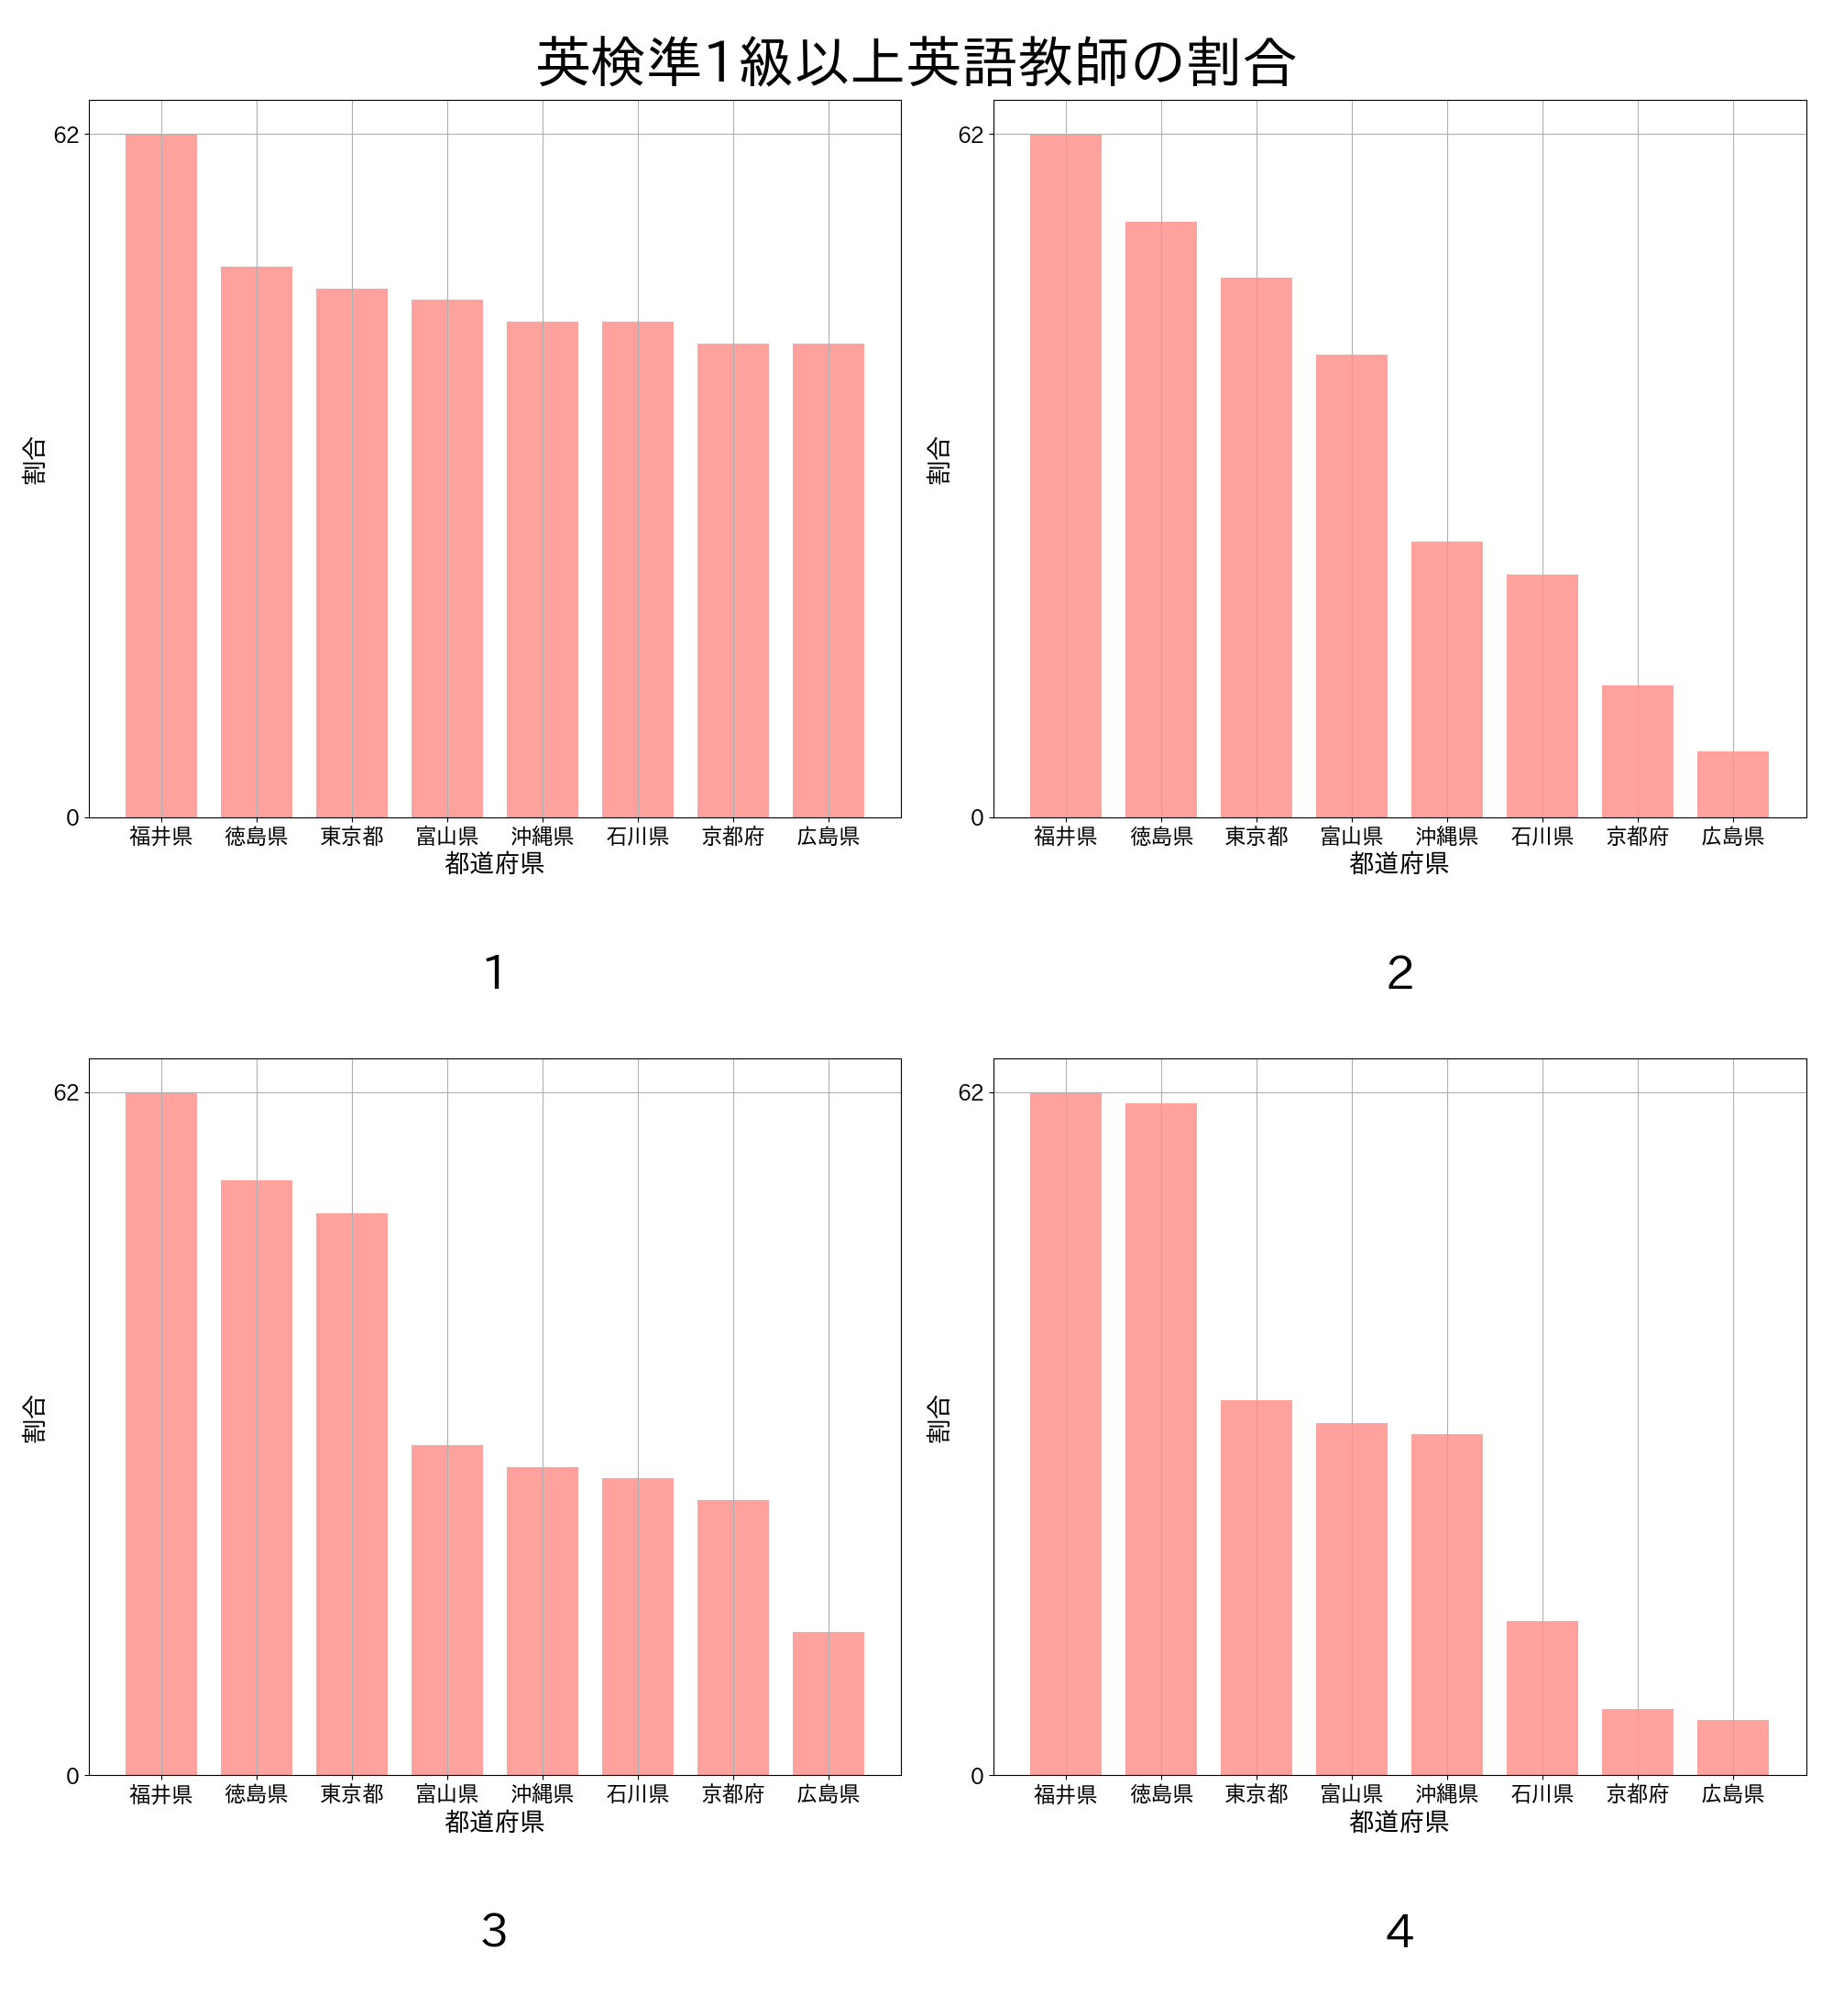 英検準1級以上英語教師の割合
62
0
割合
福井県 徳島県 東京都 富山県 沖縄県 石川県 京都府 広島県
都道府県
1
62
0
割合
福井県 徳島県 東京都 富山県 沖縄県 石川県 京都府 広島県
都道府県
2
62
0
割合
福井県 徳島県 東京都 富山県 沖縄県 石川県 京都府 広島県
都道府県
3
62
0
割合
福井県 徳島県 東京都 富山県 沖縄県 石川県 京都府 広島県
都道府県
4